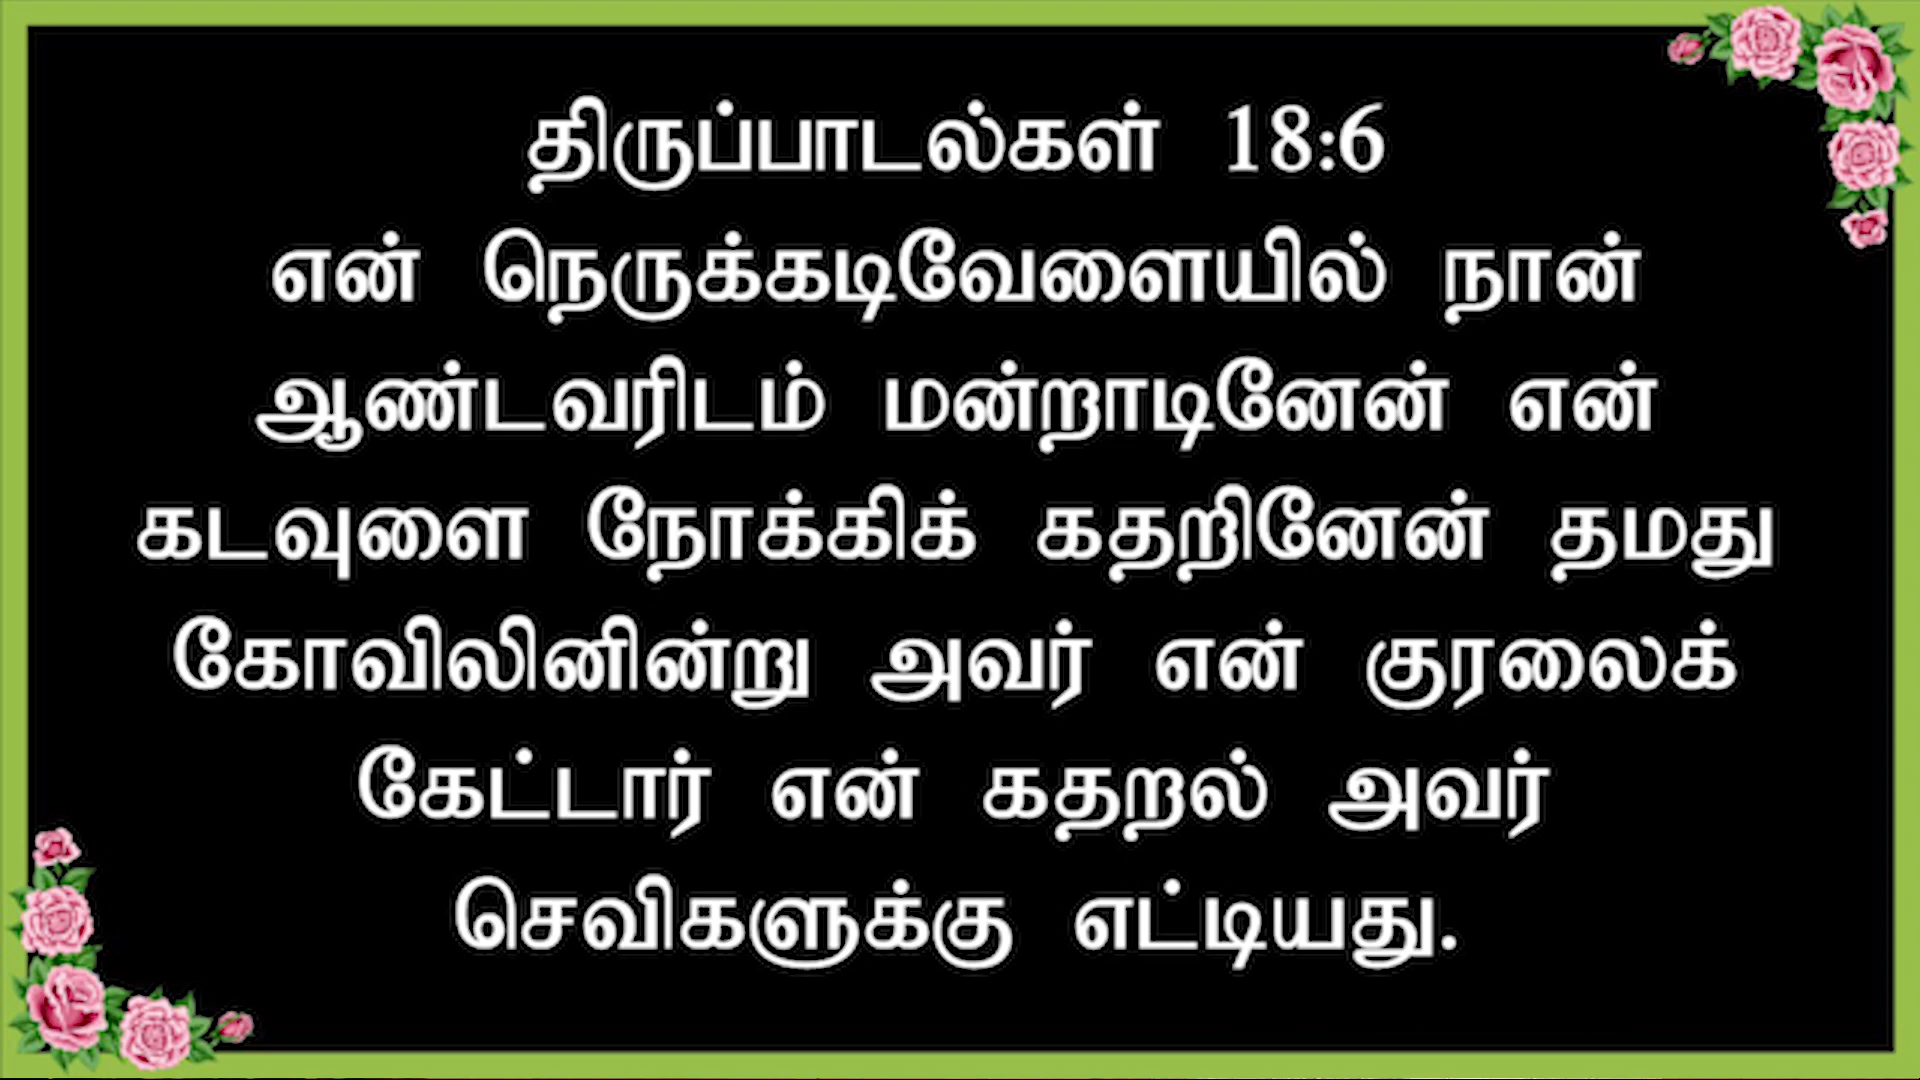 திருப்பாடல்கள் 18:6
என் நெருக்கடிவேளையில் நான்
ஆண்டவரிடம் மன்றாடினேன் என்
கடவுளை நோக்கிக் கதறினேன் தமது
கோவிலினின்று அவர் என் குரலைக்
கேட்டார் என் கதறல் அவர்
செவிகளுக்கு எட்டியது.